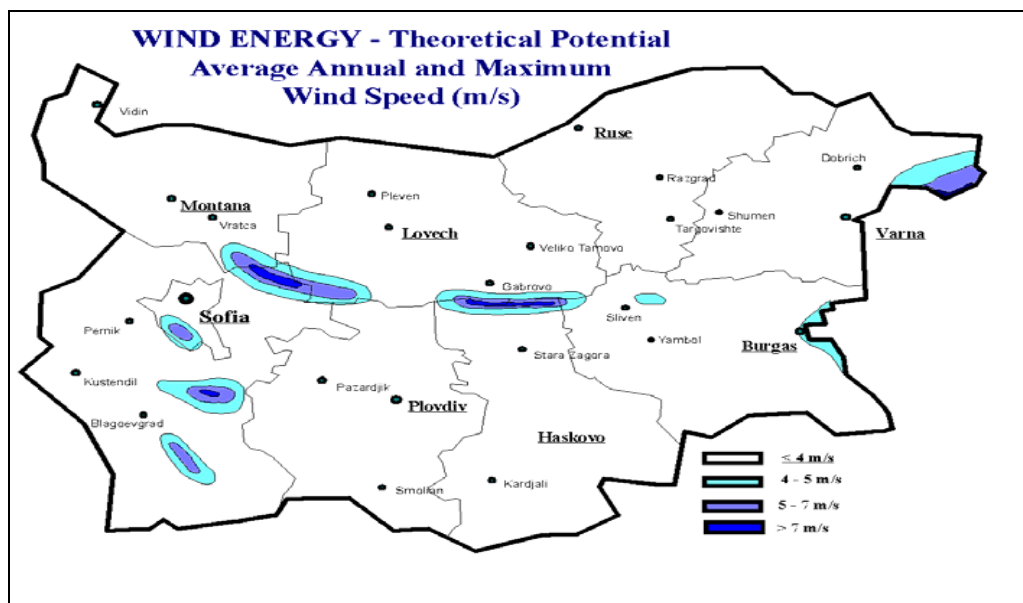 WIND ENERGY - Theoretical Potential
Average Annual and Maximum
Wind Speed (m/s)
Vidin
Ruse
Dobrich
Razgrad
Pleven
Montana
Vratca
Lovech
Shumen
Targovishte
Varna
Veliko Tarnovo
Gabrovo
Sofia
Sliven
Pernik
Yambol
Burgas
Stara Zagora
Kustendil
Pazardjik
Plovdiv
Blagoevgrad
Haskovo
Smolian
Kardjali
≤ 4 m/s
4 - 5 m/s
5 - 7 m/s
> 7 m/s